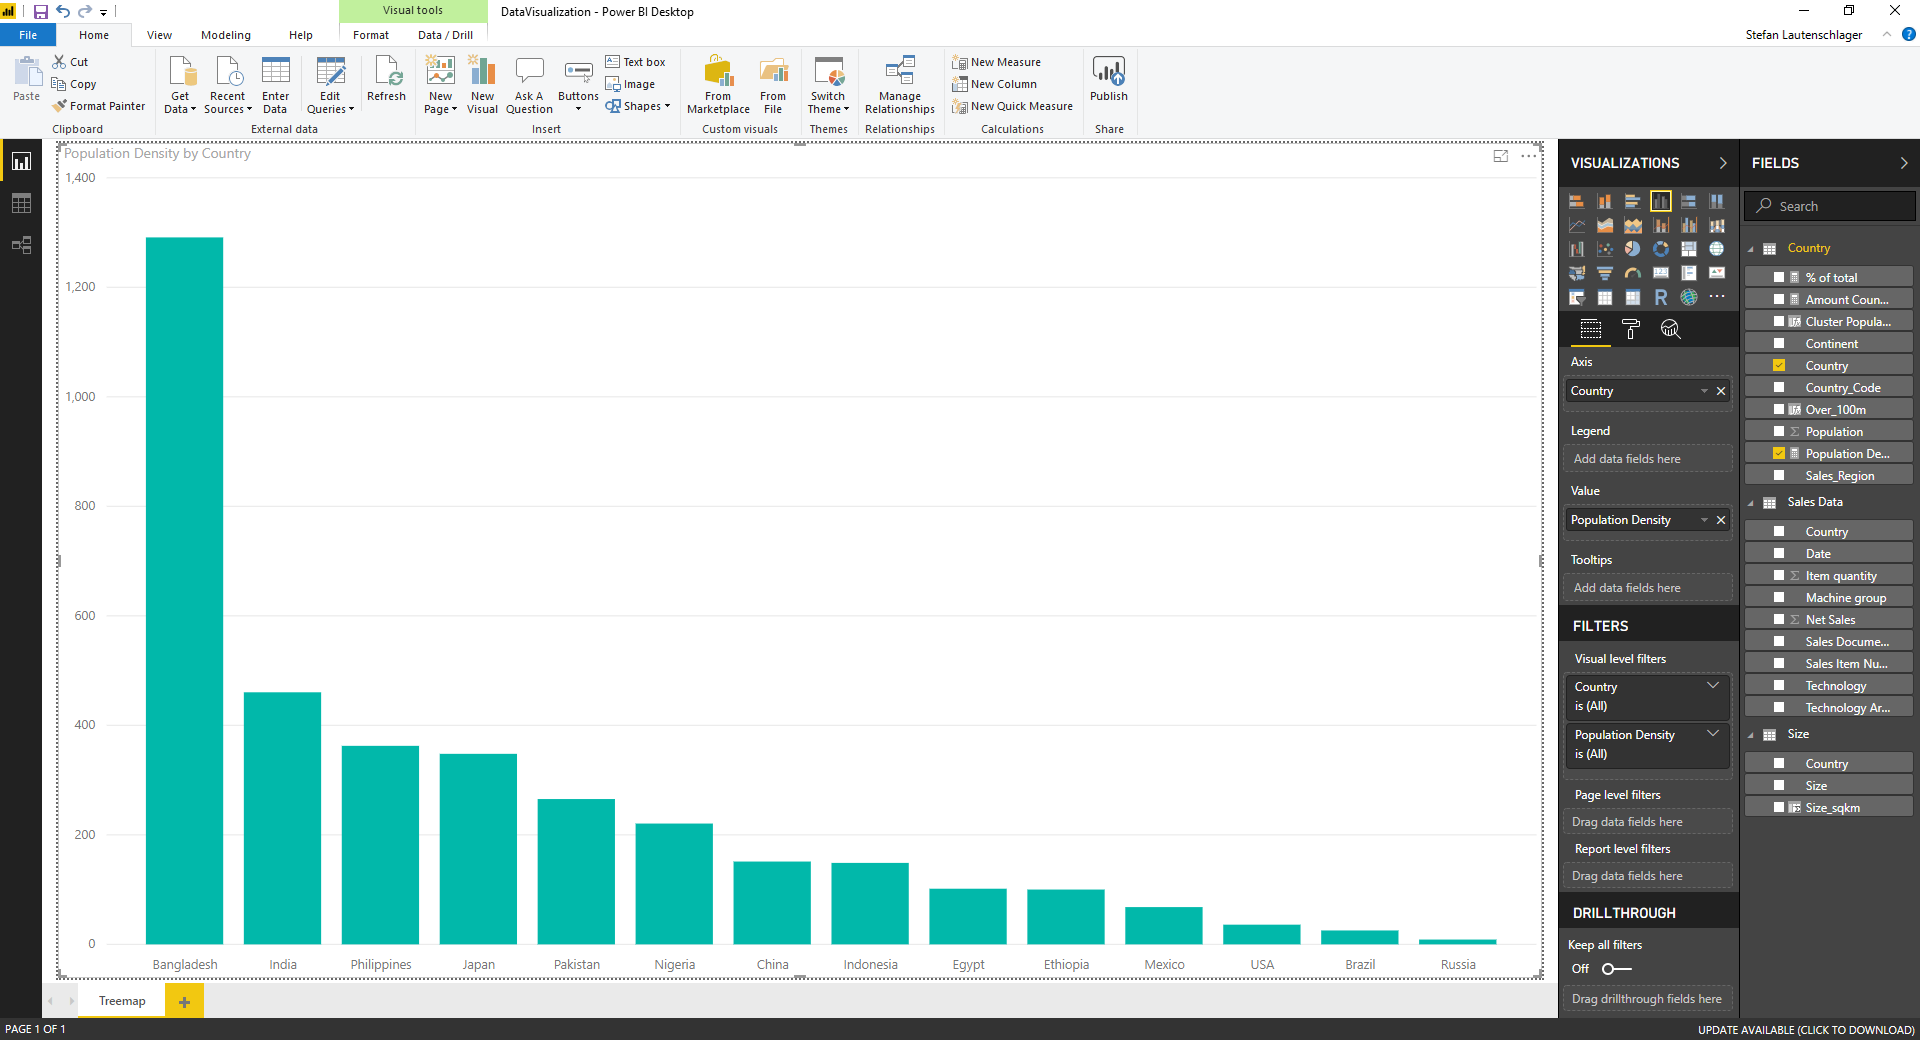 Visual tools
DataVisualization - Power BI Desktop
File
Home
View
Modeling
Help
Format
Data / Drill
Stefan Lautenschlager
Paste
Cut
Copy
Format Painter
Clipboard
Get Data
Recent Sources
Enter Data
Edit Queries
Refresh
External data
New Page
New Visual
Ask A Question
Buttons
Text box
Image
Shapes
Insert
From Marketplace
From File
Custom visuals
Switch Theme
Themes
Manage Relationships
Relationships
New Measure
New Column
New Quick Measure
Calculations
Publish
Share
Population Density by Country
1,400
1,200
1,000
800
600
400
200
0
Bangladesh
India
Philippines
Japan
Pakistan
Nigeria
China
Indonesia
Egypt
Ethiopia
Mexico
USA
Brazil
Russia
Treemap
PAGE 1 OF 1
VISUALIZATIONS
R
Axis
Country
Legend
Add data fields here
Value
Population Density
Tooltips
Add data fields here
FILTERS
Visual level filters
Country
is (All)
Population Density
is (All)
Page level filters
Drag data fields here
Report level filters
Drag data fields here
DRILLTHROUGH
Keep all filters
Off
Drag drillthrough fields here
FIELDS
Search
Country
% of total
Amount Coun...
Cluster Popula...
Continent
Country
Country_Code
Over_100m
Population
Population De...
Sales_Region
Sales Data
Country
Date
Item quantity
Machine group
Net Sales
Sales Docume...
Sales Item Nu...
Technology
Technology Ar...
Size
Country
Size
Size_sqkm
UPDATE AVAILABLE (CLICK TO DOWNLOAD)